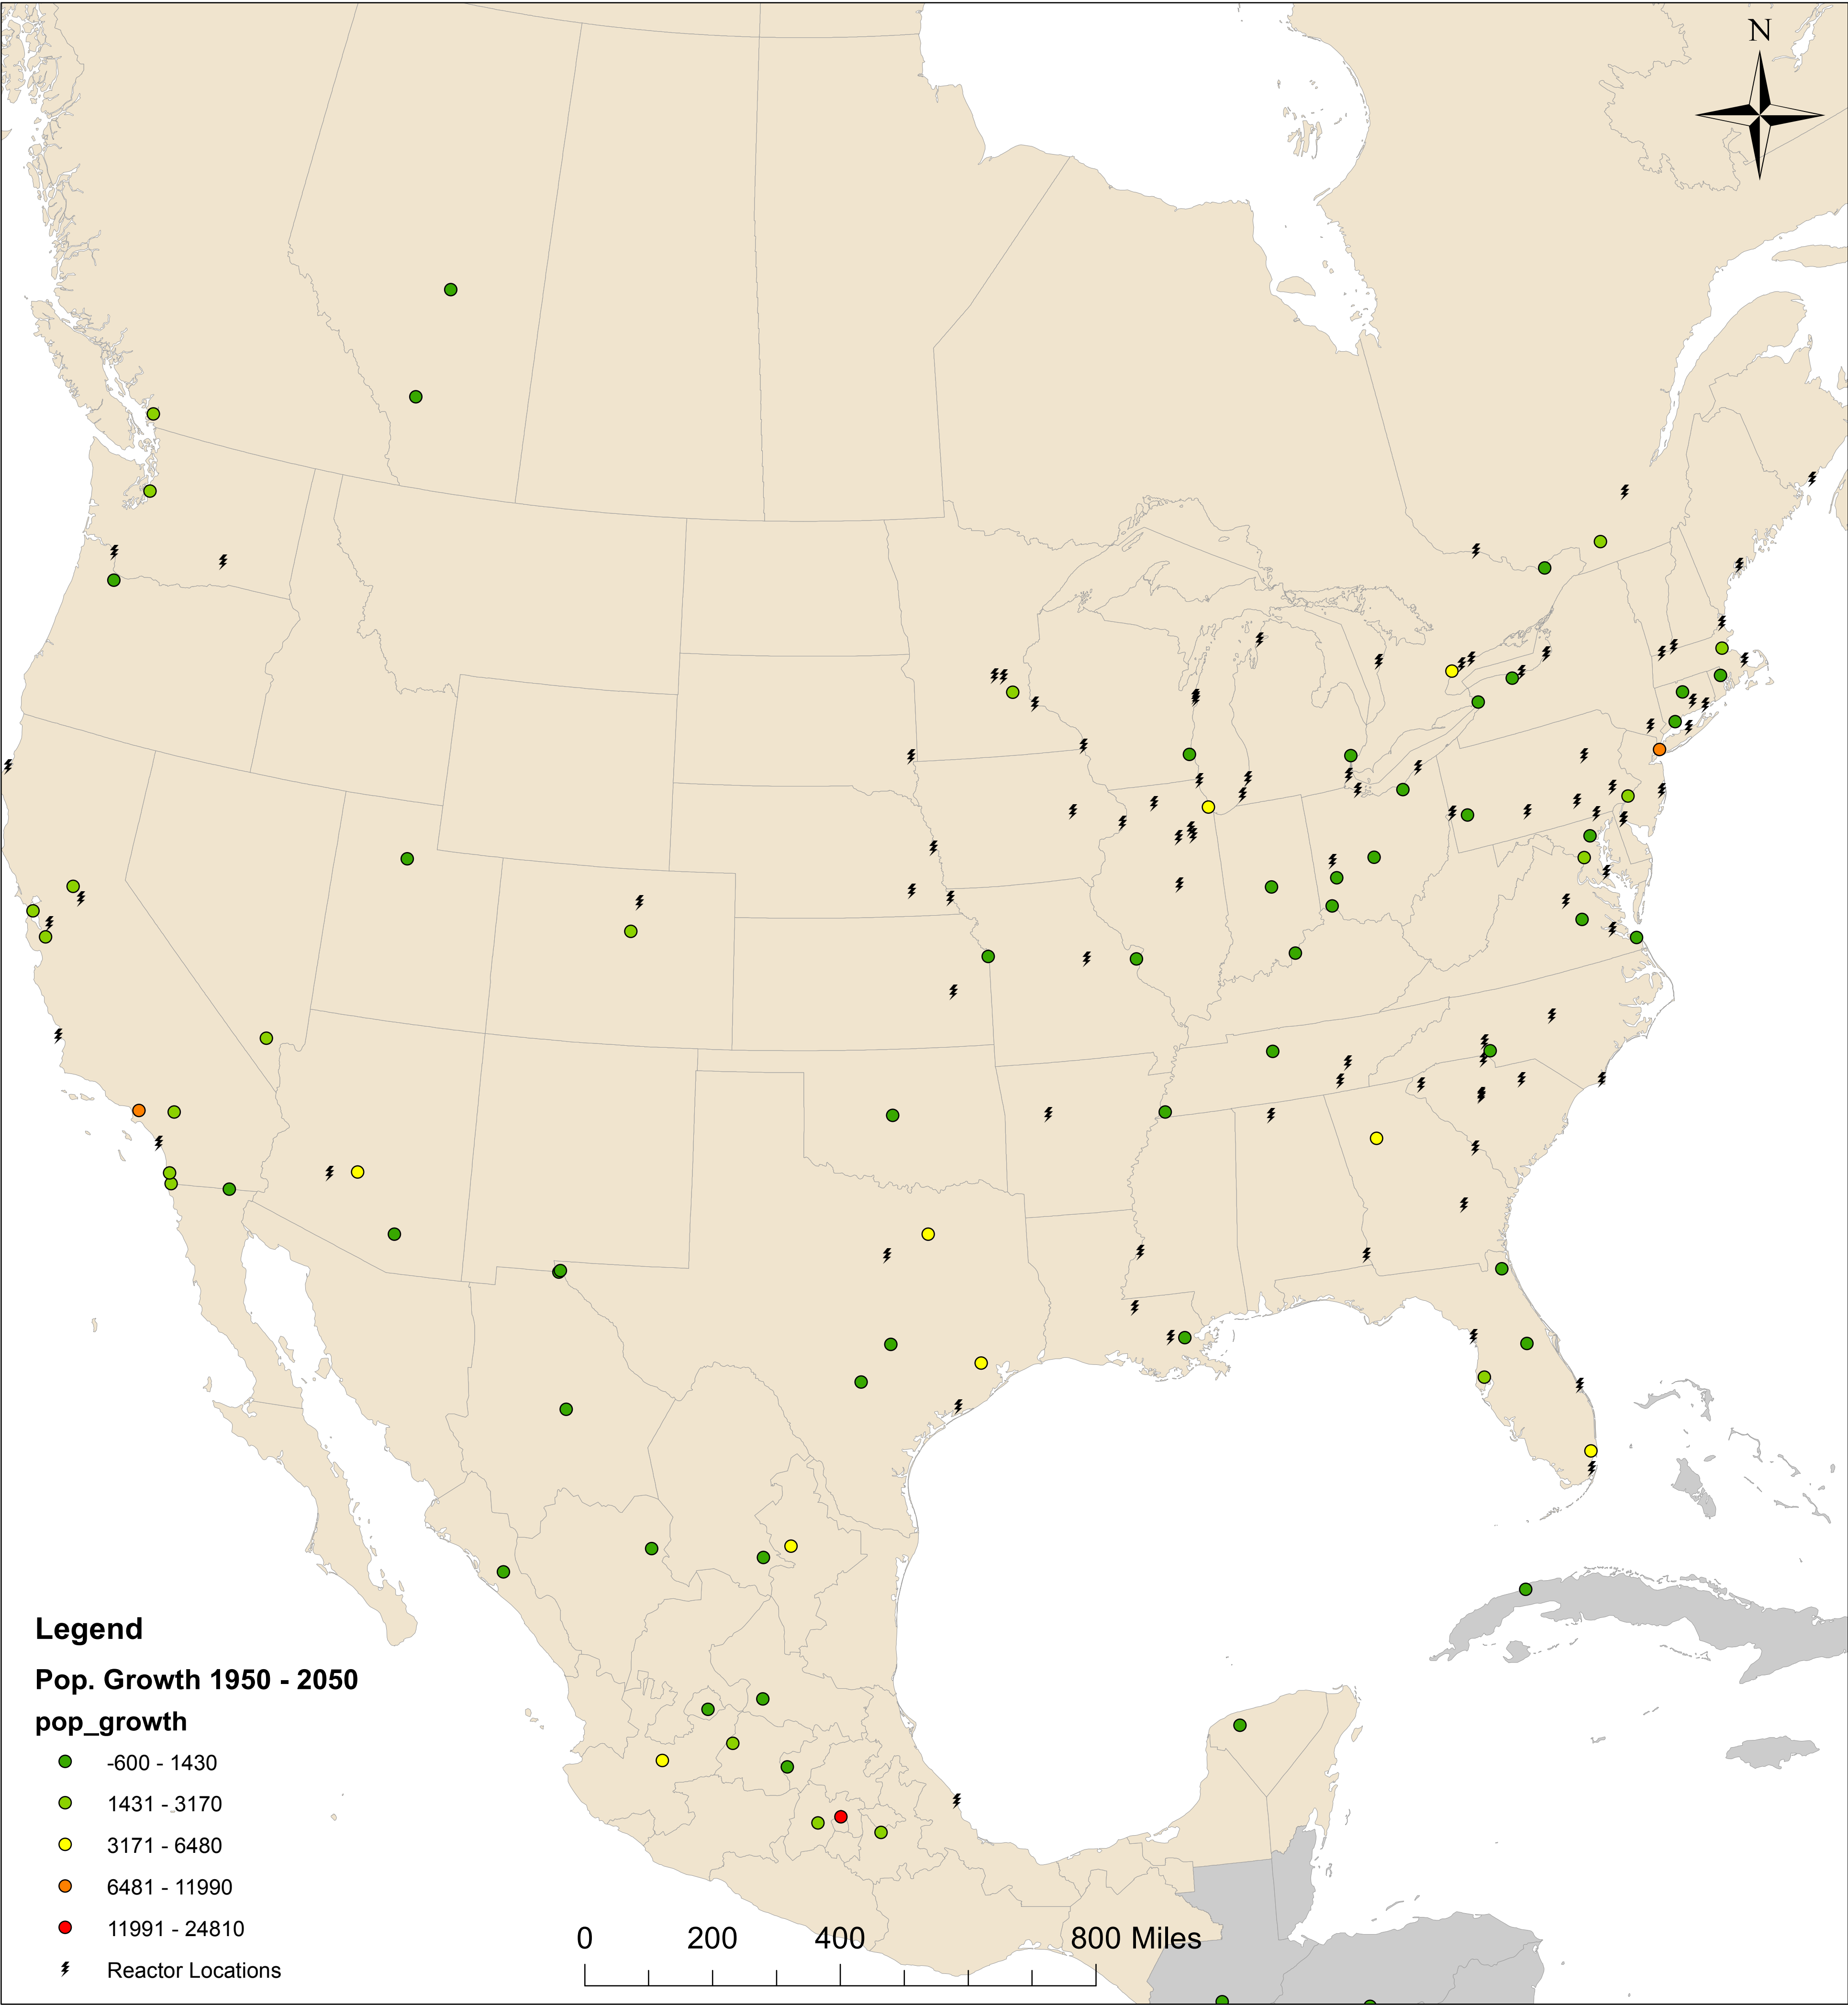 N
Legend
Pop. Growth 1950 - 2050
pop_growth
-600 - 1430
1431 - 3170
3171 - 6480
6481 - 11990
11991 - 24810
Reactor Locations
0 200 400 800 Miles